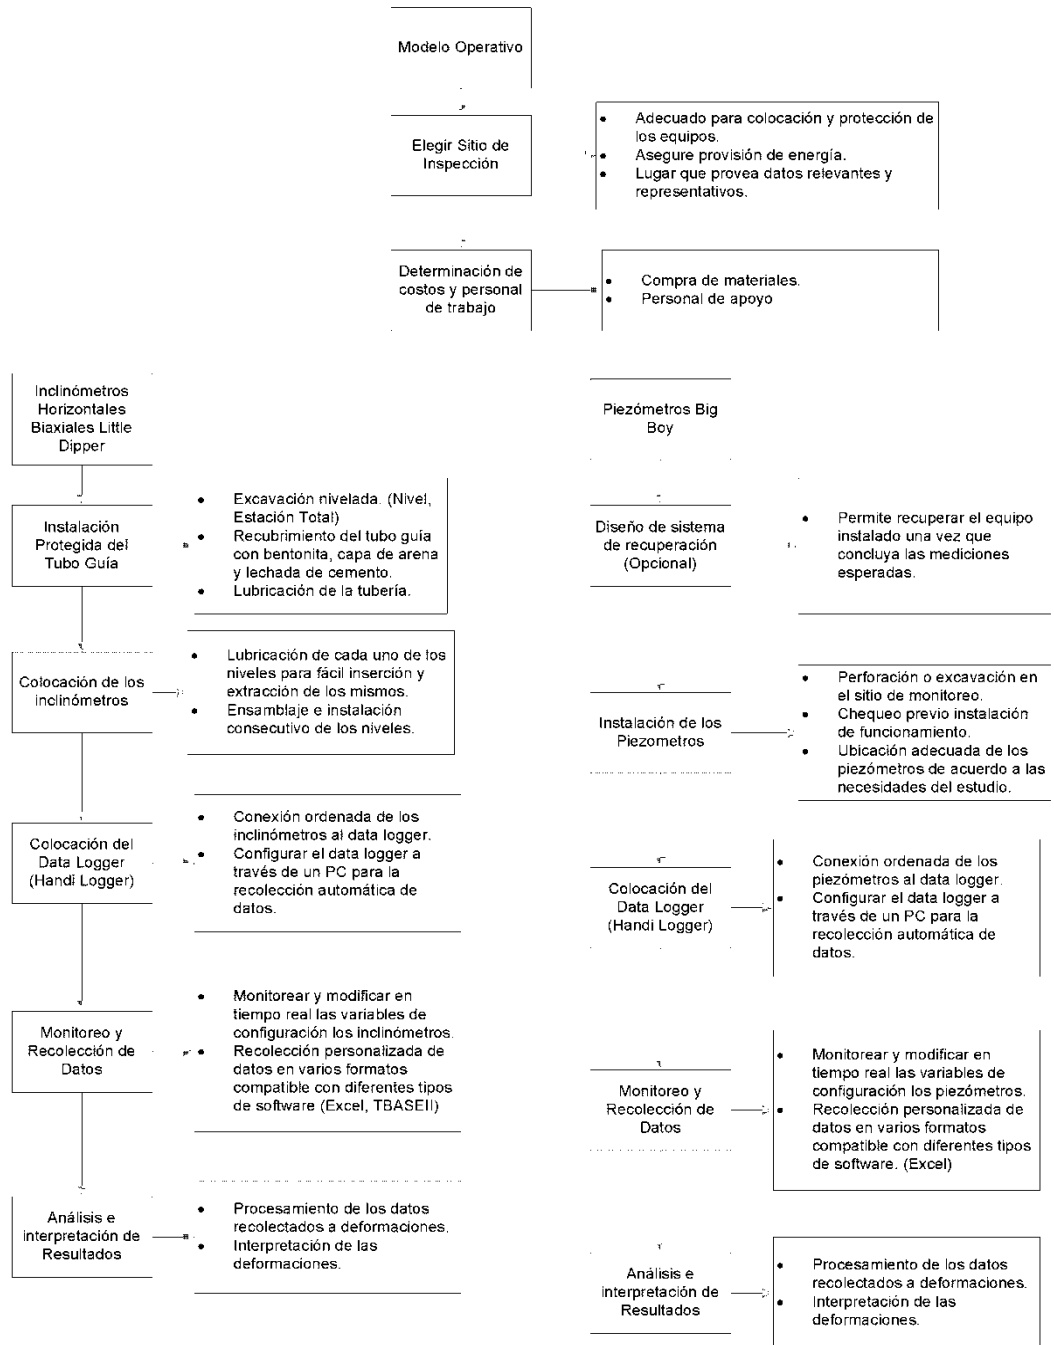 Modelo Operativo
Elegir Sitio de
Inspección
• Adecuado para colocación y protección de
los equipos.
• Asegure provisión de energía.
• Lugar que provea datos relevantes y
representativos.
Determinación de
costos y personal
de trabajo
• Compra de materiales.
• Personal de apoyo
Inclinómetros
Horizontales
Biaxiales Little
Dipper
Instalación
Protegida del
Tubo Guía
• Excavación nivelada. (Nivel,
Estación Total)
• Recubrimiento del tubo guía
con bentonita, capa de arena
y lechada de cemento.
• Lubricación de la tubería.
Colocación de los
inclinómetros
• Lubricación de cada uno de los
niveles para fácil inserción y
extracción de los mismos.
• Ensamblaje e instalación
consecutivo de los niveles.
Colocación del
Data Logger
(Handi Logger)
• Conexión ordenada de los
inclinómetros al data logger.
• Configurar el data logger a
través de un PC para la
recolección automática de
datos.
Monitoreo y
Recolección de
Datos
• Monitorear y modificar en
tiempo real las variables de
configuración los inclinómetros.
• Recolección personalizada de
datos en varios formatos
compatible con diferentes tipos
de software (Excel, TBASEII)
Análisis e
interpretación de
Resultados
• Procesamiento de los datos
recolectados a deformaciones.
• Interpretación de las
deformaciones.
Piezómetros Big
Boy
Diseño de sistema
de recuperación
(Opcional)
• Permite recuperar el equipo
instalado una vez que
concluya las mediciones
esperadas.
Instalación de los
Piezometros
• Perforación o excavación en
el sitio de monitoreo.
• Chequeo previo instalación
de funcionamiento.
• Ubicación adecuada de los
piezómetros de acuerdo a las
necesidades del estudio.
Colocación del
Data Logger
(Handi Logger)
• Conexión ordenada de los
piezómetros al data logger.
• Configurar el data logger a
través de un PC para la
recolección automática de
datos.
Monitoreo y
Recolección de
Datos
• Monitorear y modificar en
tiempo real las variables de
configuración los piezómetros.
• Recolección personalizada de
datos en varios formatos
compatible con diferentes tipos
de software. (Excel)
Análisis e
interpretación de
Resultados
• Procesamiento de los datos
recolectados a deformaciones.
• Interpretación de las
deformaciones.